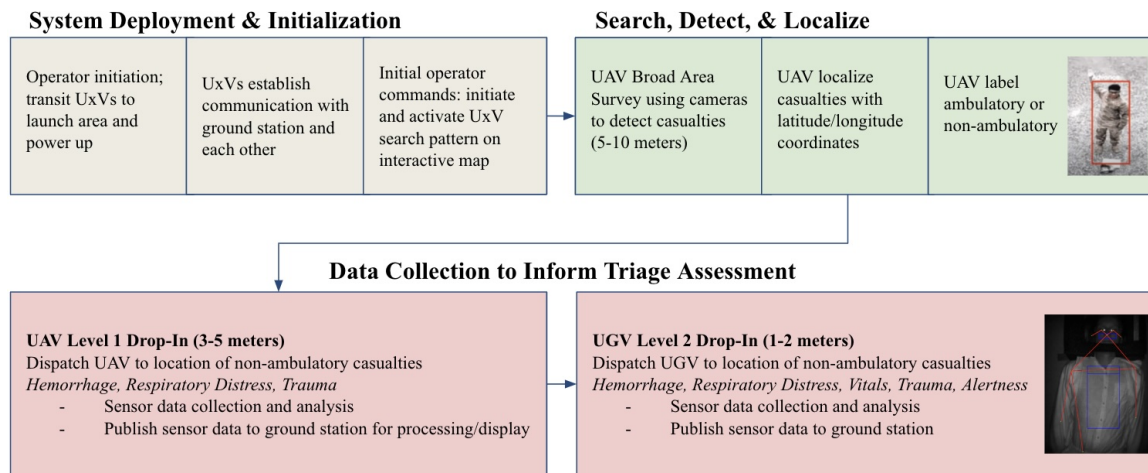 System Deployment & Initialization
Operator initiation;
transit UxVs to
launch area and
power up
UxVs establish
communication with
ground station and
each other
Initial operator
commands: initiate
and activate UxV
search pattern on
interactive map
Search, Detect, & Localize
UAV Broad Area
Survey using cameras
to detect casualties
(5-10 meters)
UAV localize
casualties with
latitude/longitude
coordinates
UAV label
ambulatory or
non-ambulatory
Data Collection to Inform Triage Assessment
UAV Level 1 Drop-In (3-5 meters)
Dispatch UAV to location of non-ambulatory casualties
Hemorrhage, Respiratory Distress, Trauma
- Sensor data collection and analysis
- Publish sensor data to ground station for processing/display
UGV Level 2 Drop-In (1-2 meters)
Dispatch UGV to location of non-ambulatory casualties
Hemorrhage, Respiratory Distress, Vitals, Trauma, Alertness
- Sensor data collection and analysis
- Publish sensor data to ground station